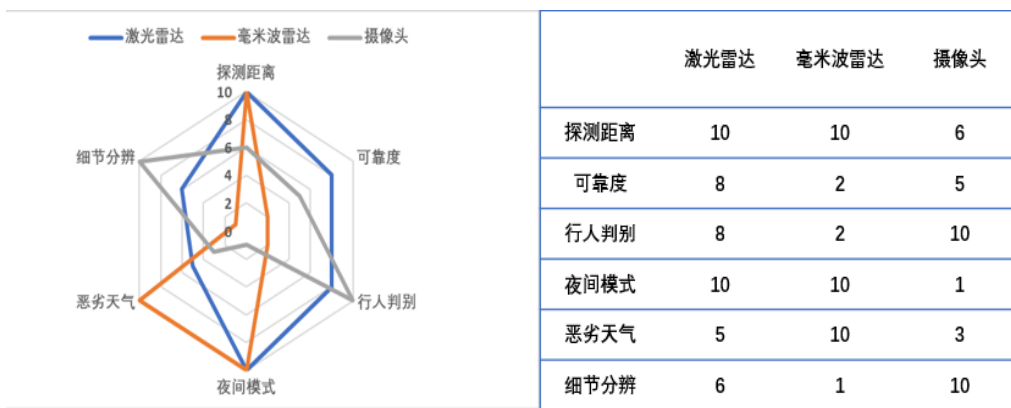 激光雷达 毫米波雷达 摄像头
探测距离
10
8
6
4
2
0
细节分辨 可靠度
恶劣天气 行人判别
夜间模式
激光雷达 毫米波雷达 摄像头
探测距离 10 10 6
可靠度 8 2 5
行人判别 8 2 10
夜间模式 10 10 1
恶劣天气 5 10 3
细节分辨 6 1 10